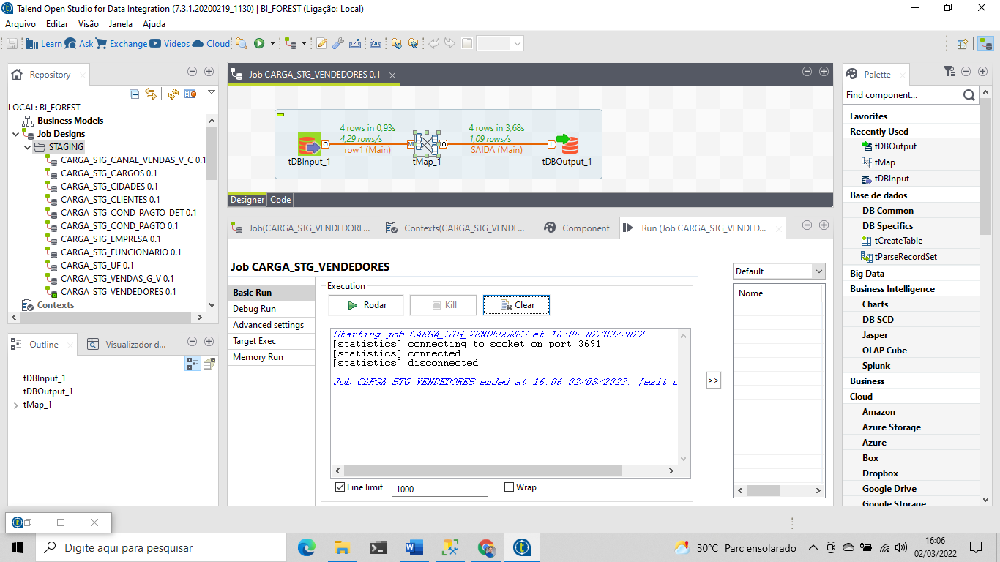 Talend Open Studio for Data Integration (7.3.1.20200219_1130) | BI_FOREST (Ligação: Local)
Arquivo Editar Visão Janela Ajuda
Learn Ask Exchange Videos Cloud
Repository
LOCAL: BI_FOREST
Business Models
Job Designs
STAGING
CARGA_STG_CANAL_VENDAS_V_C 0.1
CARGA_STG_CARGOS 0.1
CARGA_STG_CIDADES 0.1
CARGA_STG_CLIENTES 0.1
CARGA_STG_COND_PAGTO_DET 0.1
CARGA_STG_COND_PAGTO 0.1
CARGA_STG_EMPRESA 0.1
CARGA_STG_FUNCIONARIO 0.1
CARGA_STG_UF 0.1
CARGA_STG_VENDAS_G_V 0.1
CARGA_STG_VENDEDORES 0.1
Contexts
Outline Visualizador d...
tDBInput_1
tDBOutput_1
tMap_1
Job CARGA_STG_VENDEDORES 0.1
4 rows in 0,93s
4,29 rows/s
row1 (Main)
4 rows in 3,68s
1,09 rows/s
SAIDA (Main)
tDBInput_1 tMap_1 tDBOutput_1
Designer Code
Job(CARGA_STG_VENDEDORE... Contexts(CARGA_STG_VENDE... Component Run (Job CARGA_STG_VENDED...
Job CARGA_STG_VENDEDORES
Basic Run
Debug Run
Advanced settings
Target Exec
Memory Run
Execution
Rodar Kill Clear
Starting job CARGA_STG_VENDEDORES at 16:06 02/03/2022.
[statistics] connecting to socket on port 3691
[statistics] connected
[statistics] disconnected
Job CARGA_STG_VENDEDORES ended at 16:06 02/03/2022. [exit c
Line limit 1000 Wrap
>>
Default
Nome
Palette
Find component...
Favorites
Recently Used
tDBOutput
tMap
tDBInput
Base de dados
DB Common
DB Specifics
tCreateTable
tParseRecordSet
Big Data
Business Intelligence
Charts
DB SCD
Jasper
OLAP Cube
Splunk
Business
Cloud
Amazon
Azure Storage
Azure
Box
Dropbox
Google Drive
Google Storage
Digite aqui para pesquisar
30°C Parc ensolarado
16:06
02/03/2022